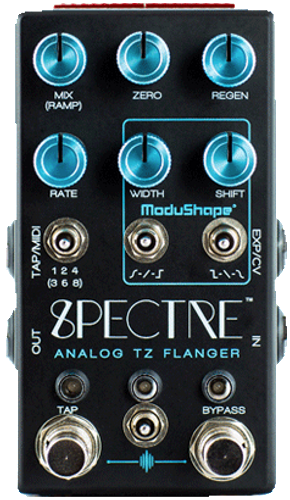 MIX ZERO REGEN
(RAMP)
RATE WIDTH SHIFT
ModuShape
TAP/MIDI
1 2 4
(3 6 8)
EXP/CV
OUT
SPECTRE™
IN
ANALOG TZ FLANGER
TAP BYPASS